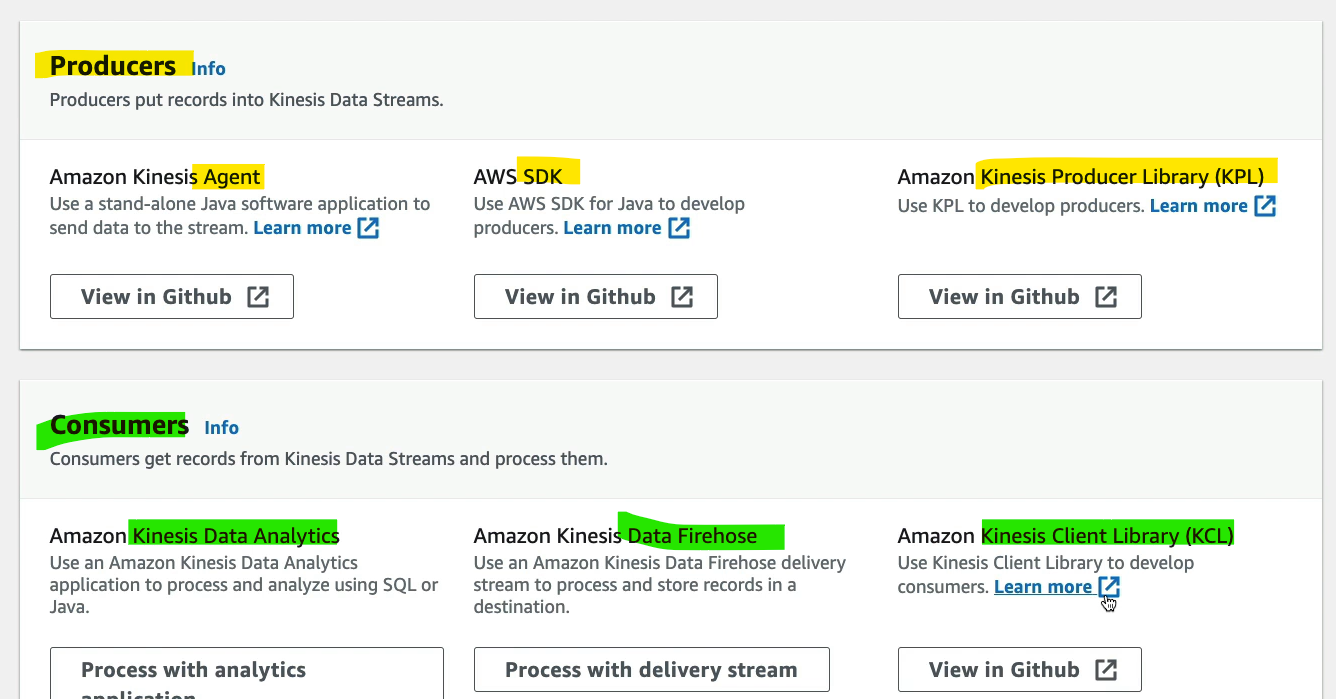 Producers Info
Producers put records into Kinesis Data Streams.
Amazon Kinesis Agent
Use a stand-alone Java software application to
send data to the stream. Learn more
View in Github
AWS SDK
Use AWS SDK for Java to develop
producers. Learn more
View in Github
Amazon Kinesis Producer Library (KPL)
Use KPL to develop producers. Learn more
View in Github
Consumers Info
Consumers get records from Kinesis Data Streams and process them.
Amazon Kinesis Data Analytics
Use an Amazon Kinesis Data Analytics
application to process and analyze using SQL or
Java.
Process with analytics
application
Amazon Kinesis Data Firehose
Use an Amazon Kinesis Data Firehose delivery
stream to process and store records in a
destination.
Process with delivery stream
Amazon Kinesis Client Library (KCL)
Use Kinesis Client Library to develop
consumers. Learn more
View in Github